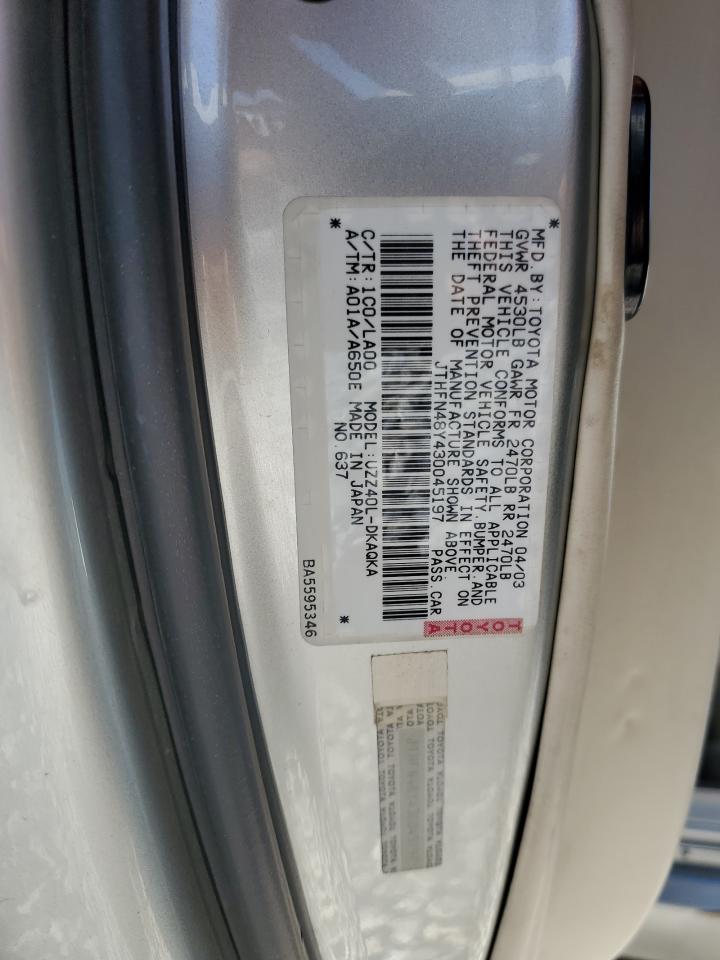 MFD. BY: TOYOTA MOTOR CORPORATION 04/03
GVWR 4530LB GAWR FR 2470LB RR 2470LB
THIS VEHICLE CONFORMS TO ALL APPLICABLE
FEDERAL MOTOR VEHICLE SAFETY, BUMPER, AND
THEFT PREVENTION STANDARDS IN EFFECT ON
THE DATE OF MANUFACTURE SHOWN ABOVE.
JTHFN48Y430045197 PASS.CAR
C/TR: 1C0/LA00 MODEL: UZZ40L-DKAQKA
A/TM: A01A/A650E MADE IN JAPAN
NO.637
BA5595346
TOYOTA